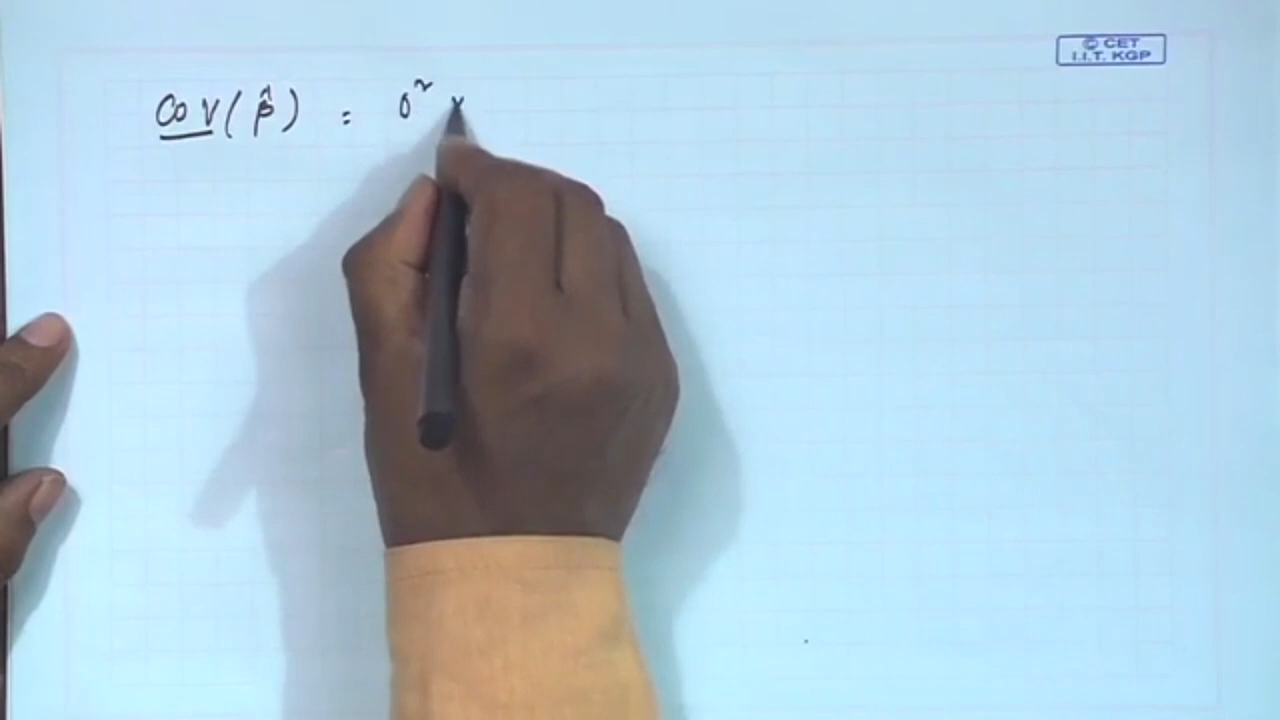 Cov(β̂) = σ² x
© CET
I.I.T. KGP